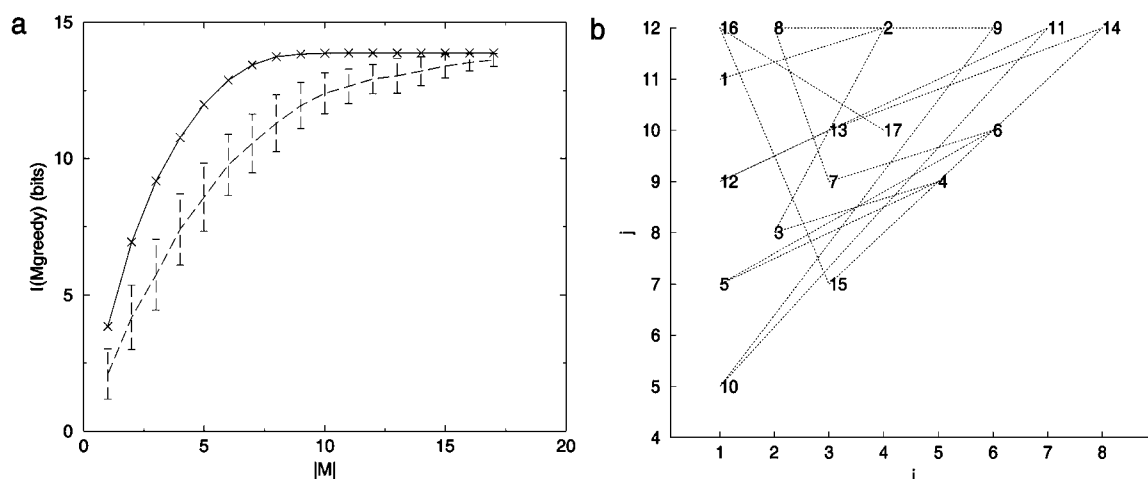 a
15
10
5
0
I(Mgreedy) (bits)
0 5 10 15 20
|M|
b
12 16 8 2 9 11 14
11 1
10 13 17 6
9 12 7 4
8 3
7 5 15
6
5 10
4
j
1 2 3 4 5 6 7 8
i